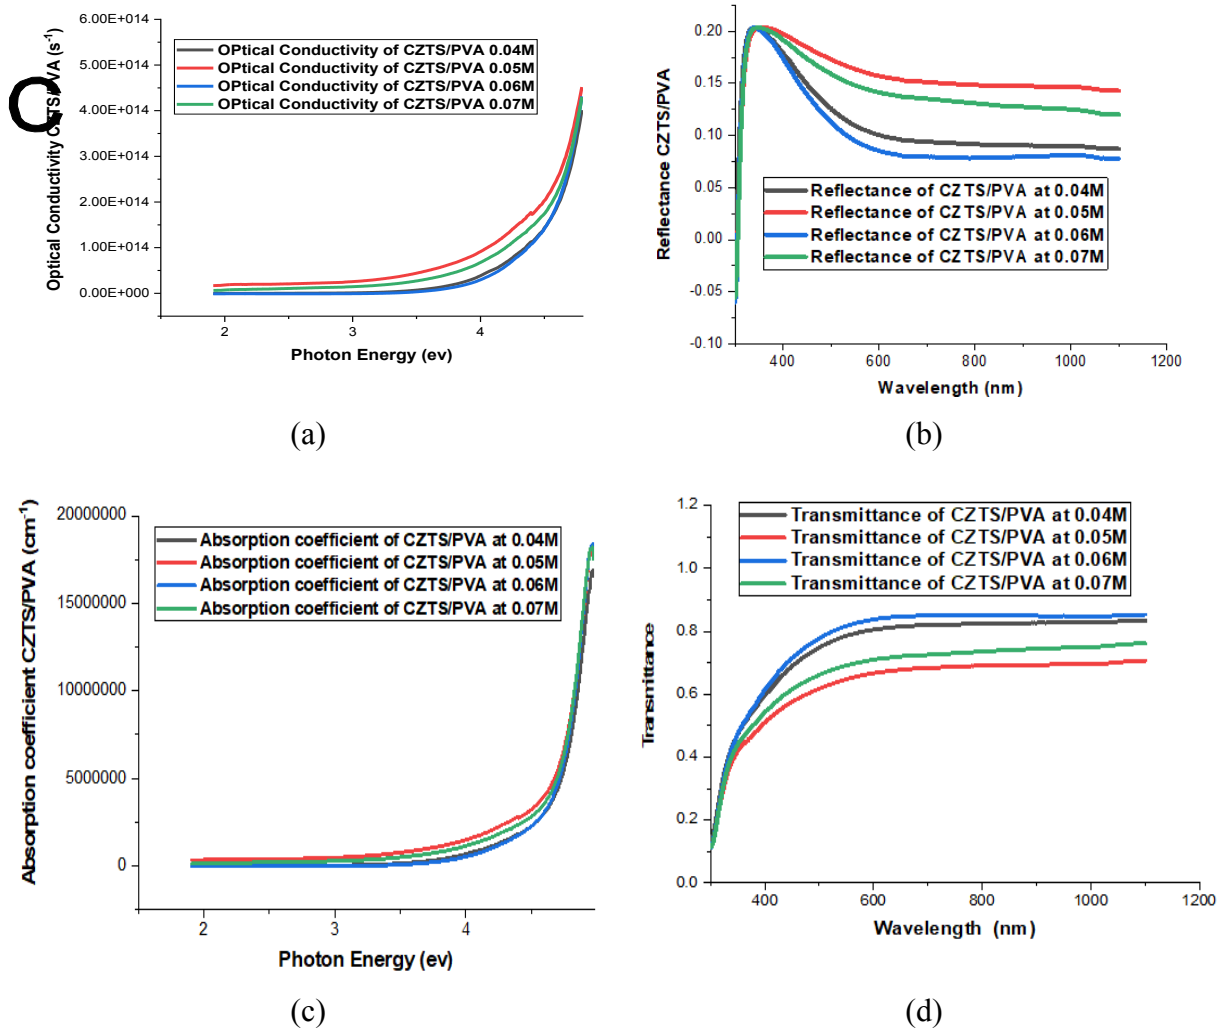 C
Optical Conductivity CZTS/PVA (s-1)
6.00E+014
5.00E+014
4.00E+014
3.00E+014
2.00E+014
1.00E+014
0.00E+000
OPtical Conductivity of CZTS/PVA 0.04M
OPtical Conductivity of CZTS/PVA 0.05M
OPtical Conductivity of CZTS/PVA 0.06M
OPtical Conductivity of CZTS/PVA 0.07M
2 3 4
Photon Energy (ev)
(a)
Reflectance CZTS/PVA
0.20
0.15
0.10
0.05
0.00
-0.05
-0.10
Reflectance of CZTS/PVA at 0.04M
Reflectance of CZTS/PVA at 0.05M
Reflectance of CZTS/PVA at 0.06M
Reflectance of CZTS/PVA at 0.07M
400 600 800 1000 1200
Wavelength (nm)
(b)
Absorption coefficient CZTS/PVA (cm-1)
20000000
15000000
10000000
5000000
0
Absorption coefficient of CZTS/PVA at 0.04M
Absorption coefficient of CZTS/PVA at 0.05M
Absorption coefficient of CZTS/PVA at 0.06M
Absorption coefficient of CZTS/PVA at 0.07M
2 3 4
Photon Energy (ev)
(c)
Transmittance
1.2
1.0
0.8
0.6
0.4
0.2
0.0
Transmittance of CZTS/PVA at 0.04M
Transmittance of CZTS/PVA at 0.05M
Transmittance of CZTS/PVA at 0.06M
Transmittance of CZTS/PVA at 0.07M
400 600 800 1000 1200
Wavelength (nm)
(d)